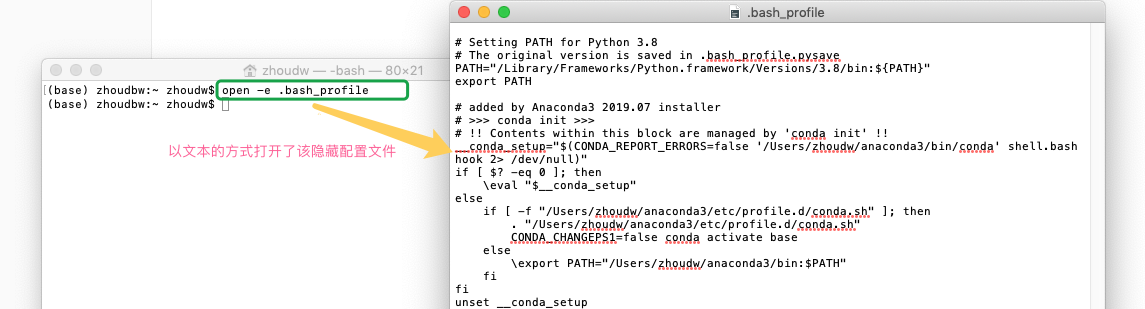 zhoudw — -bash — 80×21
(base) zhoudbw:~ zhoudw$ open -e .bash_profile
(base) zhoudbw:~ zhoudw$
以文本的方式打开了该隐藏配置文件
.bash_profile
# Setting PATH for Python 3.8
# The original version is saved in .bash_profile.pysave
PATH="/Library/Frameworks/Python.framework/Versions/3.8/bin:${PATH}"
export PATH
# added by Anaconda3 2019.07 installer
# >>> conda init >>>
# !! Contents within this block are managed by 'conda init' !!
__conda_setup="$(CONDA_REPORT_ERRORS=false '/Users/zhoudw/anaconda3/bin/conda' shell.bash
hook 2> /dev/null)"
if [ $? -eq 0 ]; then
    \eval "$__conda_setup"
else
    if [ -f "/Users/zhoudw/anaconda3/etc/profile.d/conda.sh" ]; then
        . "/Users/zhoudw/anaconda3/etc/profile.d/conda.sh"
        CONDA_CHANGEPS1=false conda activate base
    else
        \export PATH="/Users/zhoudw/anaconda3/bin:$PATH"
    fi
fi
unset __conda_setup